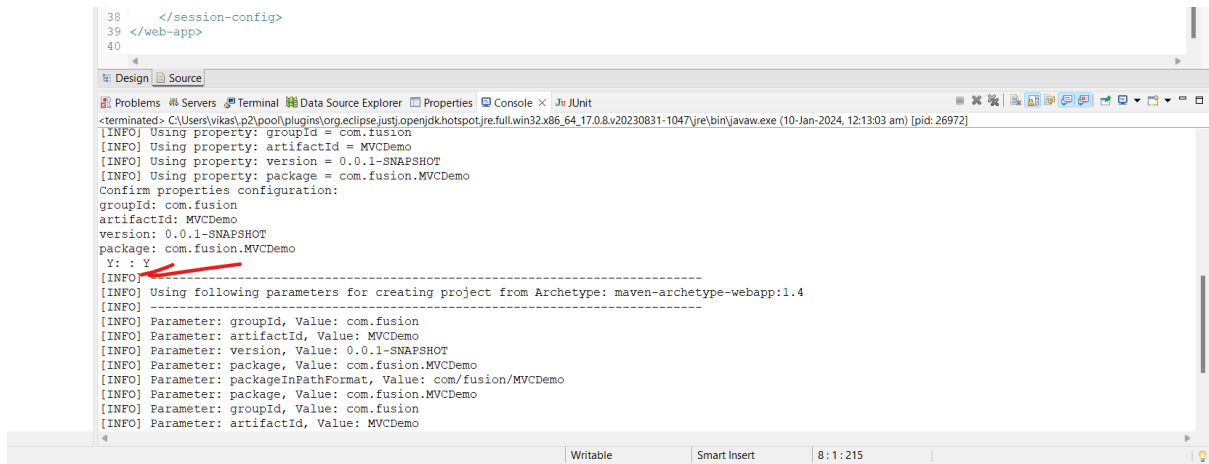 38 </session-config>
39 </web-app>
40
Design Source
Problems Servers Terminal Data Source Explorer Properties Console × Ju JUnit
<terminated> C:\Users\vikas\.p2\pool\plugins\org.eclipse.justj.openjdk.hotspot.jre.full.win32.x86_64_17.0.8.v20230831-1047\jre\bin\javaw.exe (10-Jan-2024, 12:13:03 am) [pid: 26972]
[INFO] Using property: groupId = com.fusion
[INFO] Using property: artifactId = MVCDemo
[INFO] Using property: version = 0.0.1-SNAPSHOT
[INFO] Using property: package = com.fusion.MVCDemo
Confirm properties configuration:
groupId: com.fusion
artifactId: MVCDemo
version: 0.0.1-SNAPSHOT
package: com.fusion.MVCDemo
Y: : Y
[INFO] ----------------------------------------------------------------------------
[INFO] Using following parameters for creating project from Archetype: maven-archetype-webapp:1.4
[INFO] ----------------------------------------------------------------------------
[INFO] Parameter: groupId, Value: com.fusion
[INFO] Parameter: artifactId, Value: MVCDemo
[INFO] Parameter: version, Value: 0.0.1-SNAPSHOT
[INFO] Parameter: package, Value: com.fusion.MVCDemo
[INFO] Parameter: packageInPathFormat, Value: com/fusion/MVCDemo
[INFO] Parameter: package, Value: com.fusion.MVCDemo
[INFO] Parameter: groupId, Value: com.fusion
[INFO] Parameter: artifactId, Value: MVCDemo
Writable Smart Insert 8 : 1 : 215